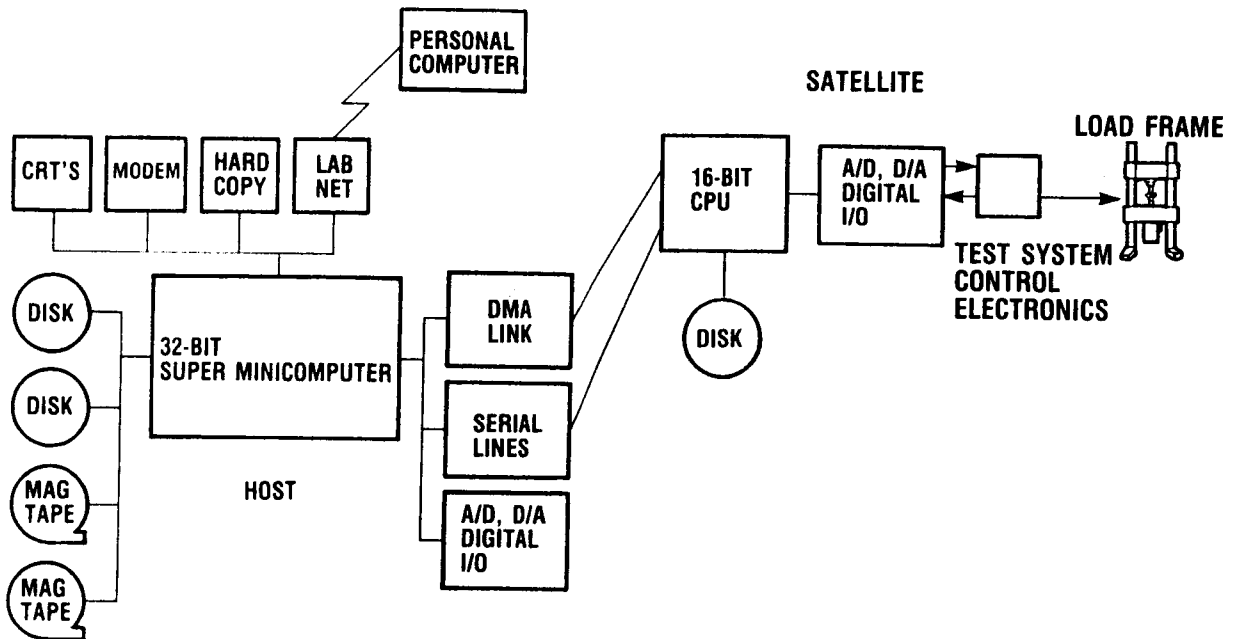 PERSONAL
COMPUTER
SATELLITE
LOAD FRAME
CRT'S
MODEM
HARD
COPY
LAB
NET
16-BIT
CPU
A/D, D/A
DIGITAL
I/O
TEST SYSTEM
CONTROL
ELECTRONICS
DISK
DISK
32-BIT
SUPER MINICOMPUTER
DMA
LINK
DISK
SERIAL
LINES
HOST
MAG
TAPE
A/D, D/A
DIGITAL
I/O
MAG
TAPE